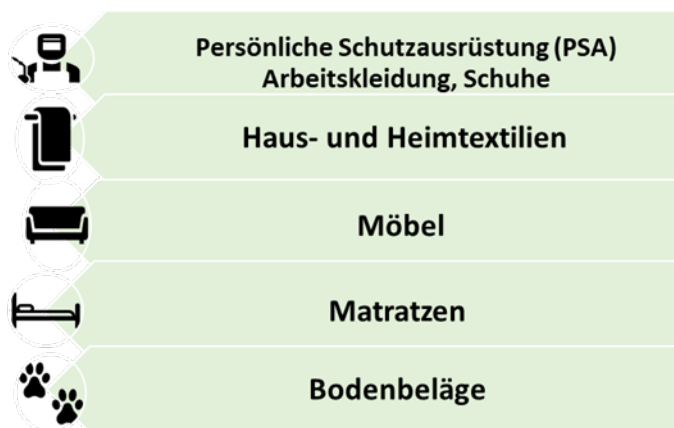 Persönliche Schutzausrüstung (PSA)
Arbeitskleidung, Schuhe
Haus- und Heimtextilien
Möbel
Matratzen
Bodenbeläge